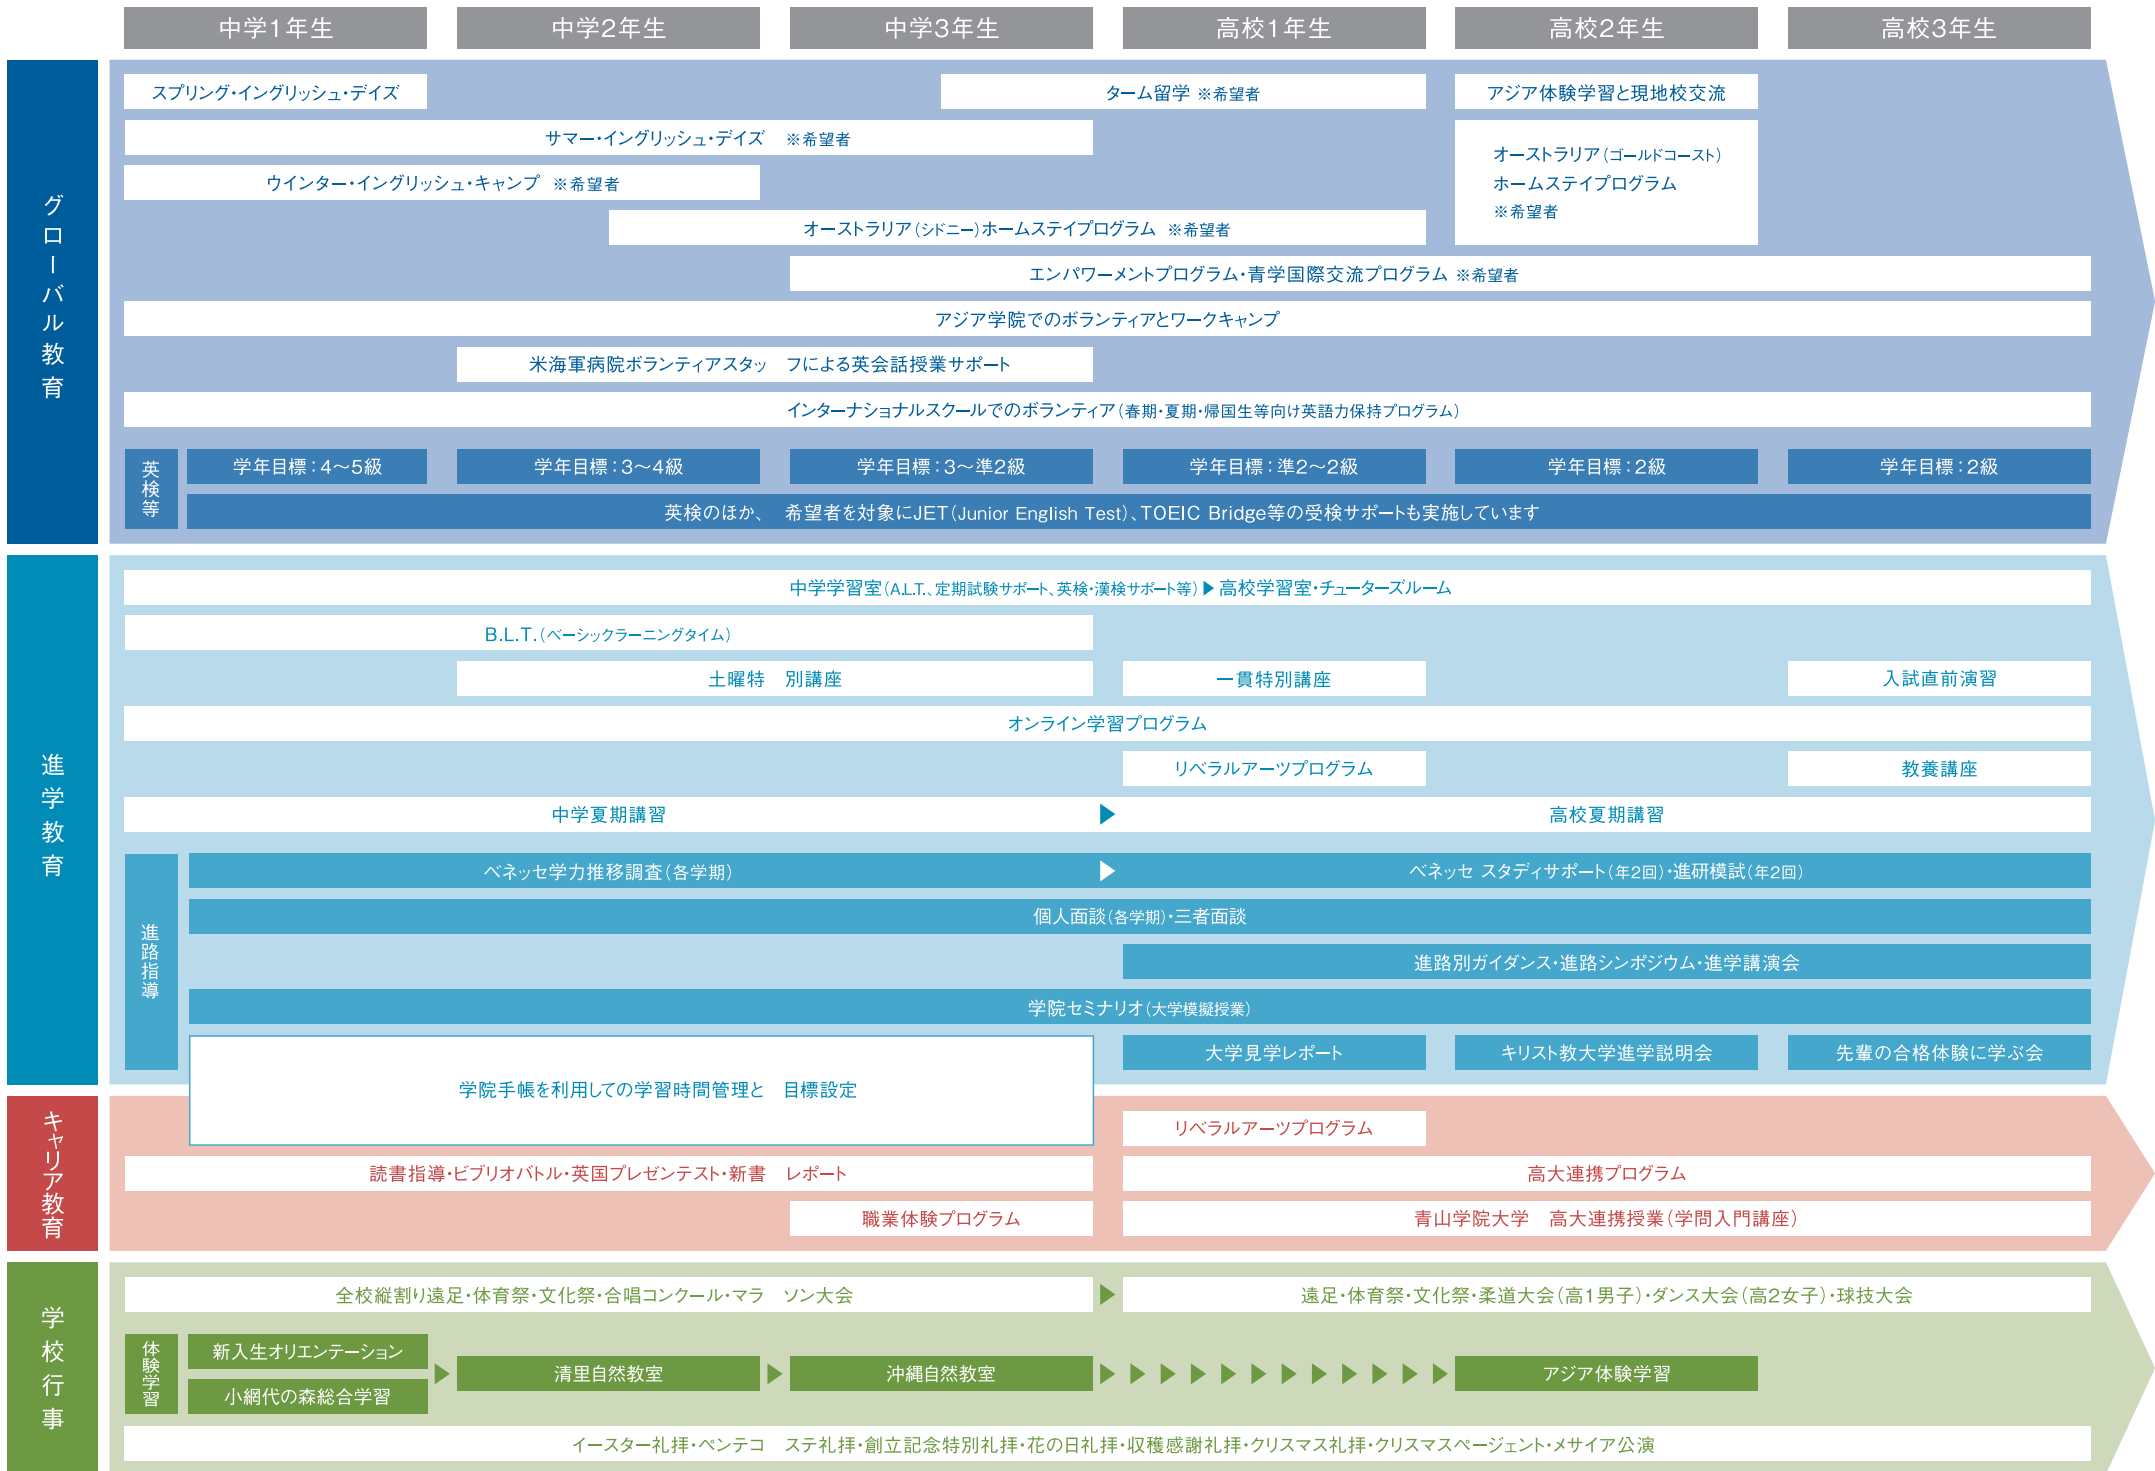 中学1年生
中学2年生
中学3年生
高校1年生
高校2年生
高校3年生
グローバル教育
スプリング・イングリッシュ・デイズ
ターム留学 ※希望者
アジア体験学習と現地校交流
サマー・イングリッシュ・デイズ ※希望者
オーストラリア（ゴールドコースト）
ホームステイプログラム
※希望者
ウインター・イングリッシュ・キャンプ ※希望者
オーストラリア（シドニー）ホームステイプログラム ※希望者
エンパワーメントプログラム・青学国際交流プログラム ※希望者
アジア学院でのボランティアとワークキャンプ
米海軍病院ボランティアスタッ フによる英会話授業サポート
インターナショナルスクールでのボランティア（春期・夏期・帰国生等向け英語力保持プログラム）
英検等
学年目標：4〜5級
学年目標：3〜4級
学年目標：3〜準2級
学年目標：準2〜2級
学年目標：2級
学年目標：2級
英検のほか、 希望者を対象にJET（Junior English Test）、TOEIC Bridge等の受検サポートも実施しています
進学教育
中学学習室（A.L.T.、定期試験サポート、英検・漢検サポート等）▶高校学習室・チューターズルーム
B.L.T.（ベーシックラーニングタイム）
土曜特 別講座
一貫特別講座
入試直前演習
オンライン学習プログラム
リベラルアーツプログラム
教養講座
中学夏期講習
▶
高校夏期講習
進路指導
ベネッセ学力推移調査（各学期）
▶
ベネッセ スタディサポート（年2回）・進研模試（年2回）
個人面談（各学期）・三者面談
進路別ガイダンス・進路シンポジウム・進学講演会
学院セミナリオ（大学模擬授業）
大学見学レポート
キリスト教大学進学説明会
先輩の合格体験に学ぶ会
学院手帳を利用しての学習時間管理と 目標設定
キャリア教育
リベラルアーツプログラム
読書指導・ビブリオバトル・英国プレゼンテスト・新書 レポート
高大連携プログラム
職業体験プログラム
青山学院大学 高大連携授業（学問入門講座）
学校行事
全校縦割り遠足・体育祭・文化祭・合唱コンクール・マラ ソン大会
▶
遠足・体育祭・文化祭・柔道大会（高1男子）・ダンス大会（高2女子）・球技大会
体験学習
新入生オリエンテーション
小網代の森総合学習
▶
清里自然教室
▶
沖縄自然教室
▶▶▶▶▶▶▶▶▶▶▶▶
アジア体験学習
イースター礼拝・ペンテコ ステ礼拝・創立記念特別礼拝・花の日礼拝・収穫感謝礼拝・クリスマス礼拝・クリスマスページェント・メサイア公演